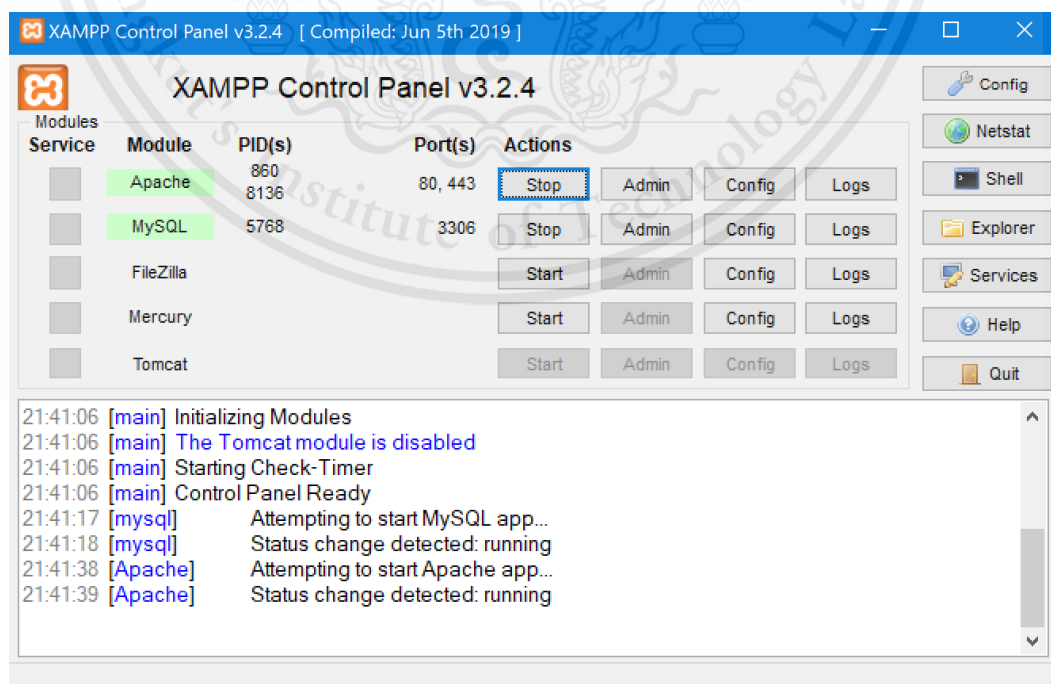 XAMPP Control Panel v3.2.4 [ Compiled: Jun 5th 2019 ]
XAMPP Control Panel v3.2.4
Config
Modules
Service Module PID(s) Port(s) Actions
Netstat
Apache 860 8136 80, 443 Stop Admin Config Logs
Shell
MySQL 5768 3306 Stop Admin Config Logs
Explorer
FileZilla Start Admin Config Logs
Services
Mercury Start Admin Config Logs
Help
Tomcat Start Admin Config Logs
Quit
21:41:06 [main] Initializing Modules
21:41:06 [main] The Tomcat module is disabled
21:41:06 [main] Starting Check-Timer
21:41:06 [main] Control Panel Ready
21:41:17 [mysql] Attempting to start MySQL app...
21:41:18 [mysql] Status change detected: running
21:41:38 [Apache] Attempting to start Apache app...
21:41:39 [Apache] Status change detected: running
Institute of Technology